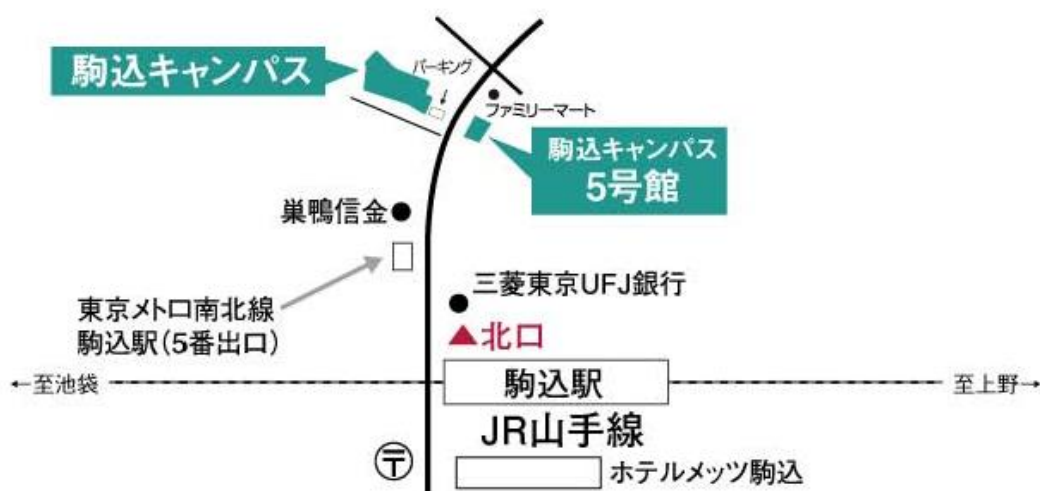 駒込キャンパス
パーキング
ファミリーマート
駒込キャンパス
5号館
巣鴨信金
三菱東京UFJ銀行
東京メトロ南北線
駒込駅(5番出口)
▲北口
←至池袋
駒込駅
至上野→
JR山手線
〒
ホテルメッツ駒込